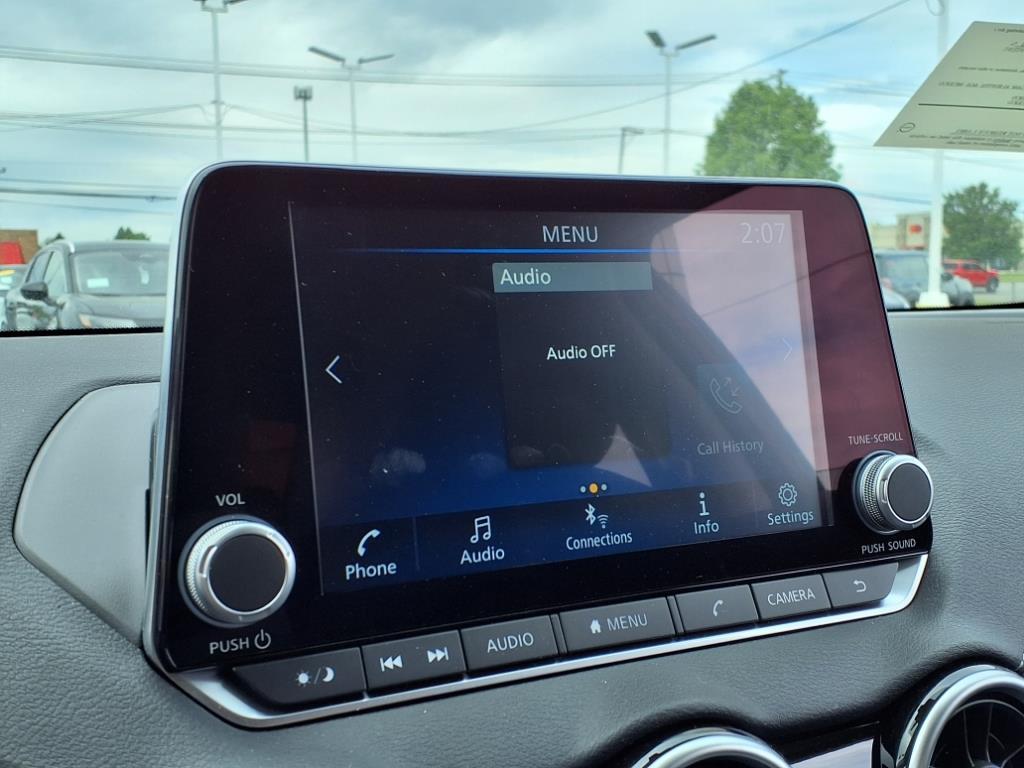 MENU
2:07
Audio
Audio OFF
Call History
Phone
Audio
Connections
Info
Settings
TUNE·SCROLL
VOL
PUSH
PUSH SOUND
AUDIO
MENU
CAMERA